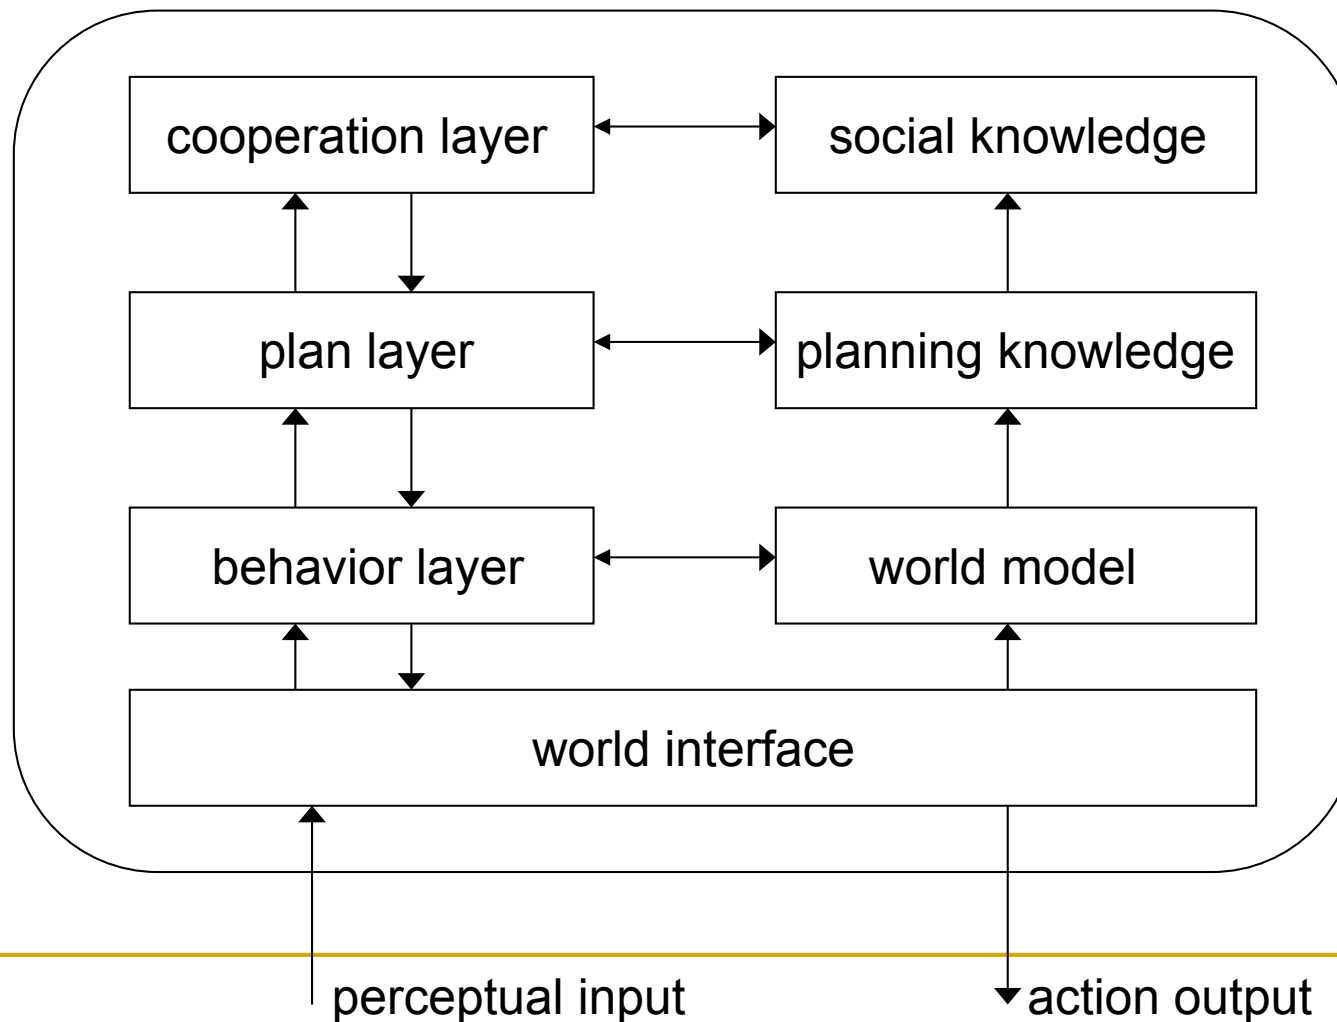 cooperation layer
social knowledge
plan layer
planning knowledge
behavior layer
world model
world interface
perceptual input
action output